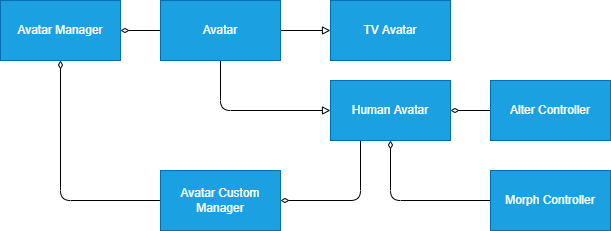 Avatar Manager
Avatar
TV Avatar
Human Avatar
Alter Controller
Avatar Custom
Manager
Morph Controller